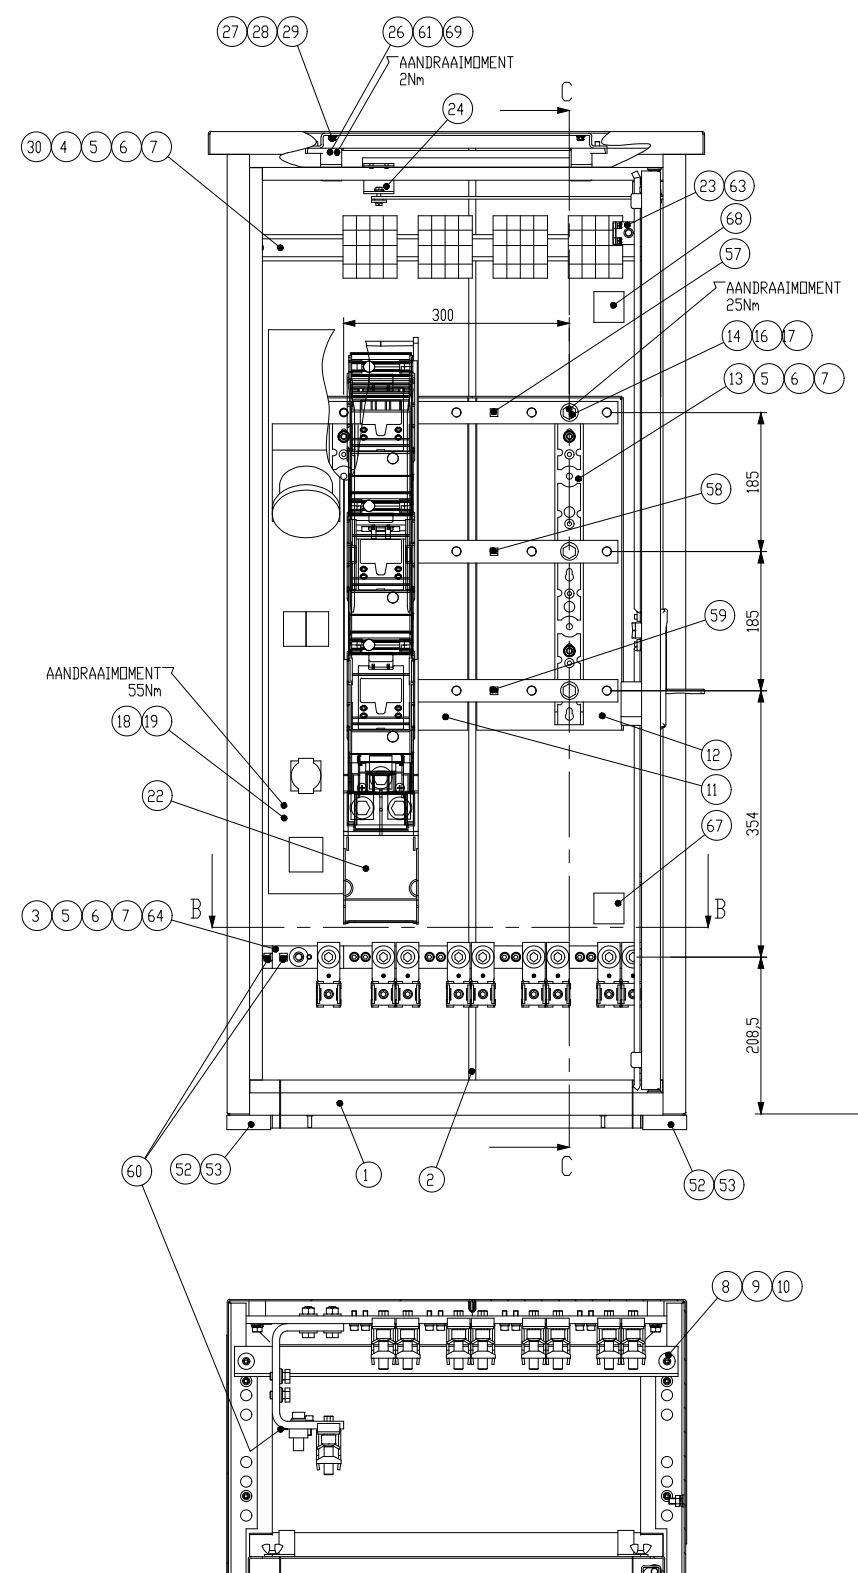 27 28 29
26 61 69
AANDRAAIMOMENT
2Nm
C
24
30 4 5 6 7
23 63
68
57
AANDRAAIMOMENT
25Nm
300
14 16 17
13 5 6 7
185
58
185
59
AANDRAAIMOMENT
55Nm
18 19
12
11
22
354
67
B
B
3 5 6 7 64
208,5
60
52 53
1
2
C
52 53
8 9 10